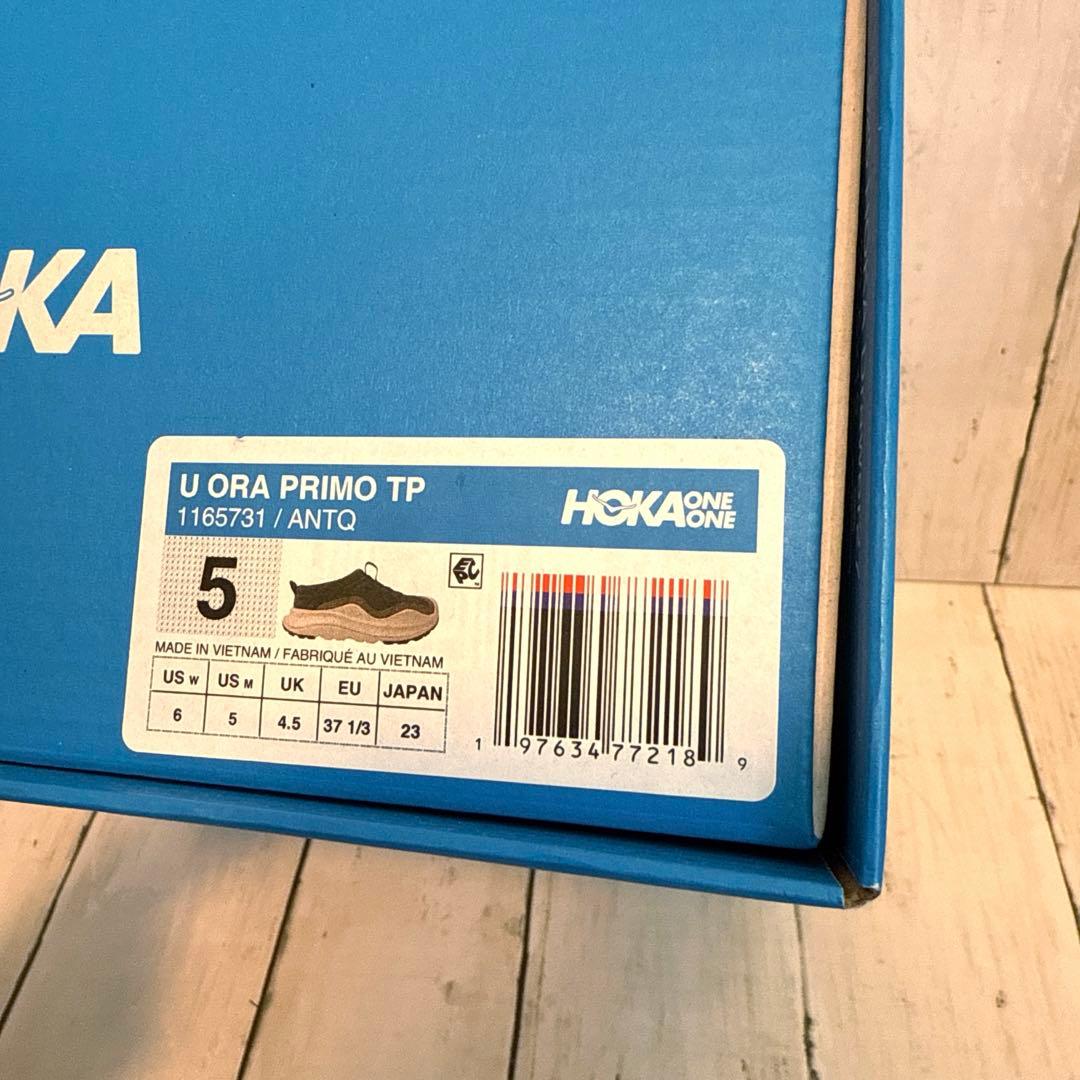 KA
U ORA PRIMO TP
1165731 / ANTQ
HOKA ONE ONE
5
MADE IN VIETNAM / FABRIQUÉ AU VIETNAM
US W US M UK EU JAPAN
6 5 4.5 37 1/3 23
1 97634 77218 9